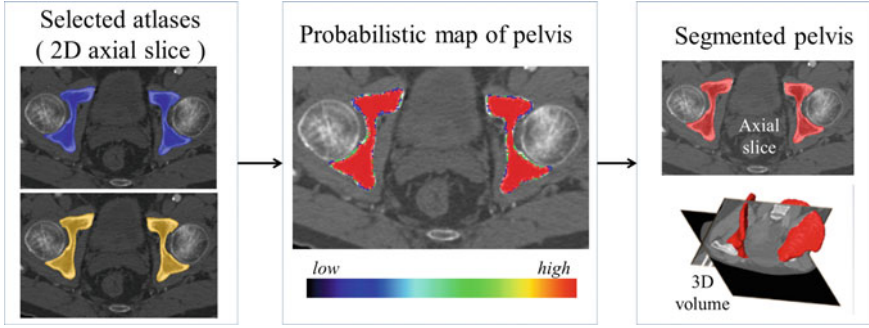 Selected atlases
( 2D axial slice )
Probabilistic map of pelvis
low
high
Segmented pelvis
Axial
slice
3D
volume